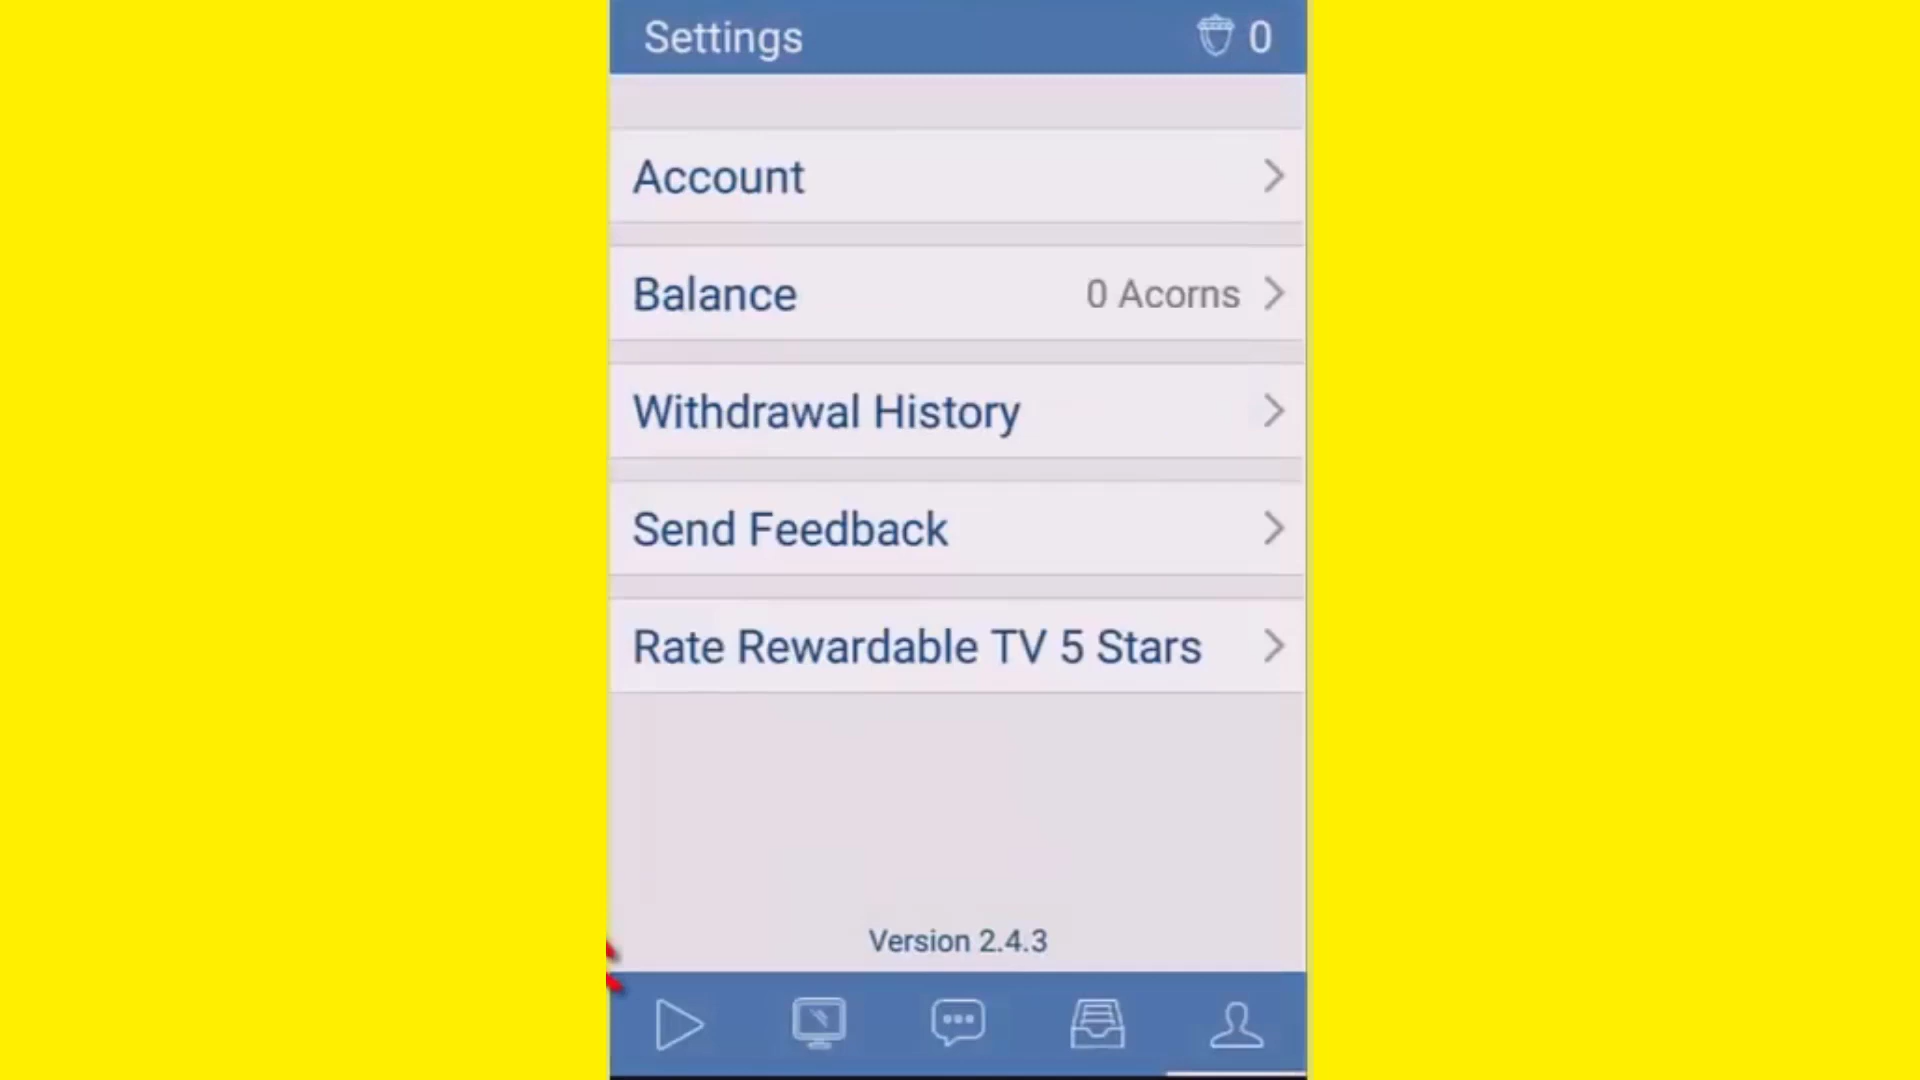 Settings 0
Account
Balance 0 Acorns
Withdrawal History
Send Feedback
Rate Rewardable TV 5 Stars
Version 2.4.3